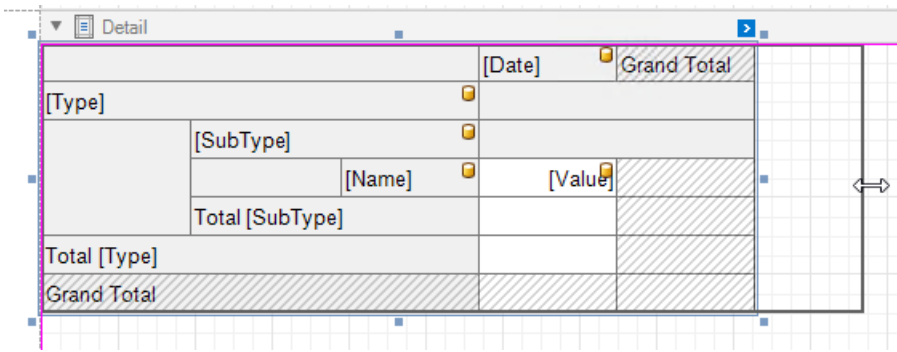 Detail
[Date] Grand Total
[Type]
[SubType]
[Name] [Value]
Total [SubType]
Total [Type]
Grand Total